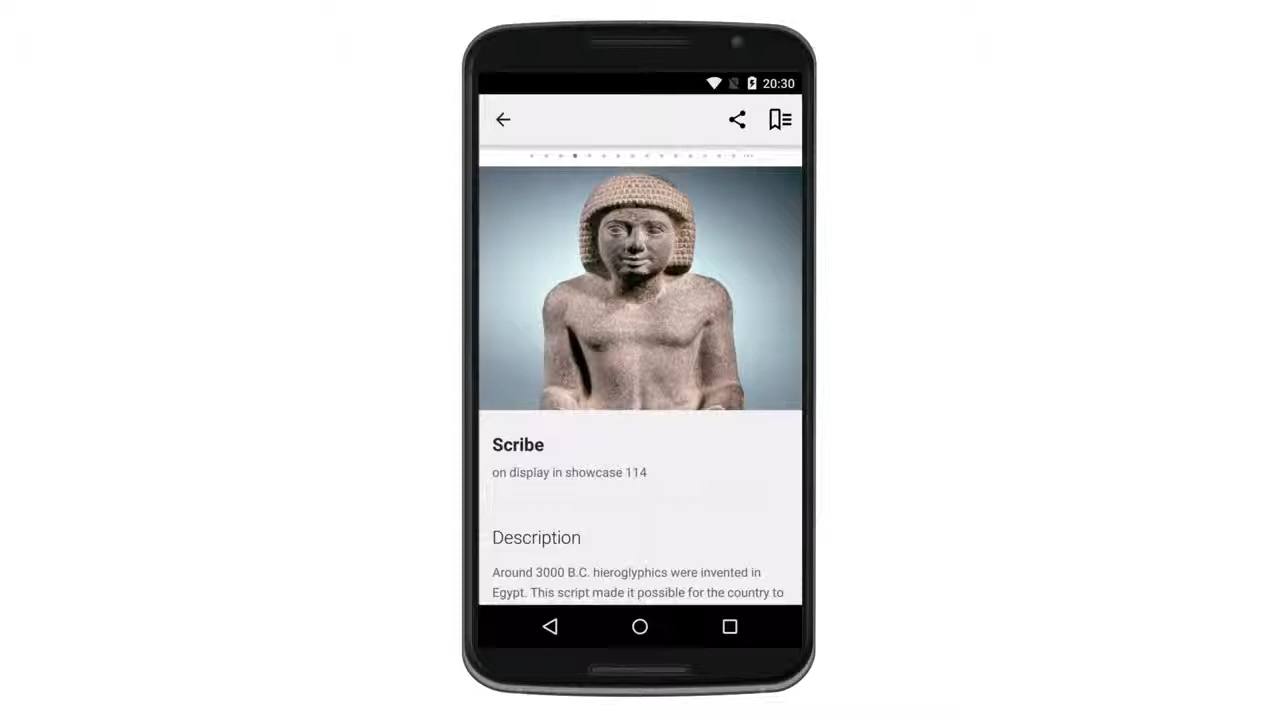 20:30
Scribe
on display in showcase 114
Description
Around 3000 B.C. hieroglyphics were invented in
Egypt. This script made it possible for the country to